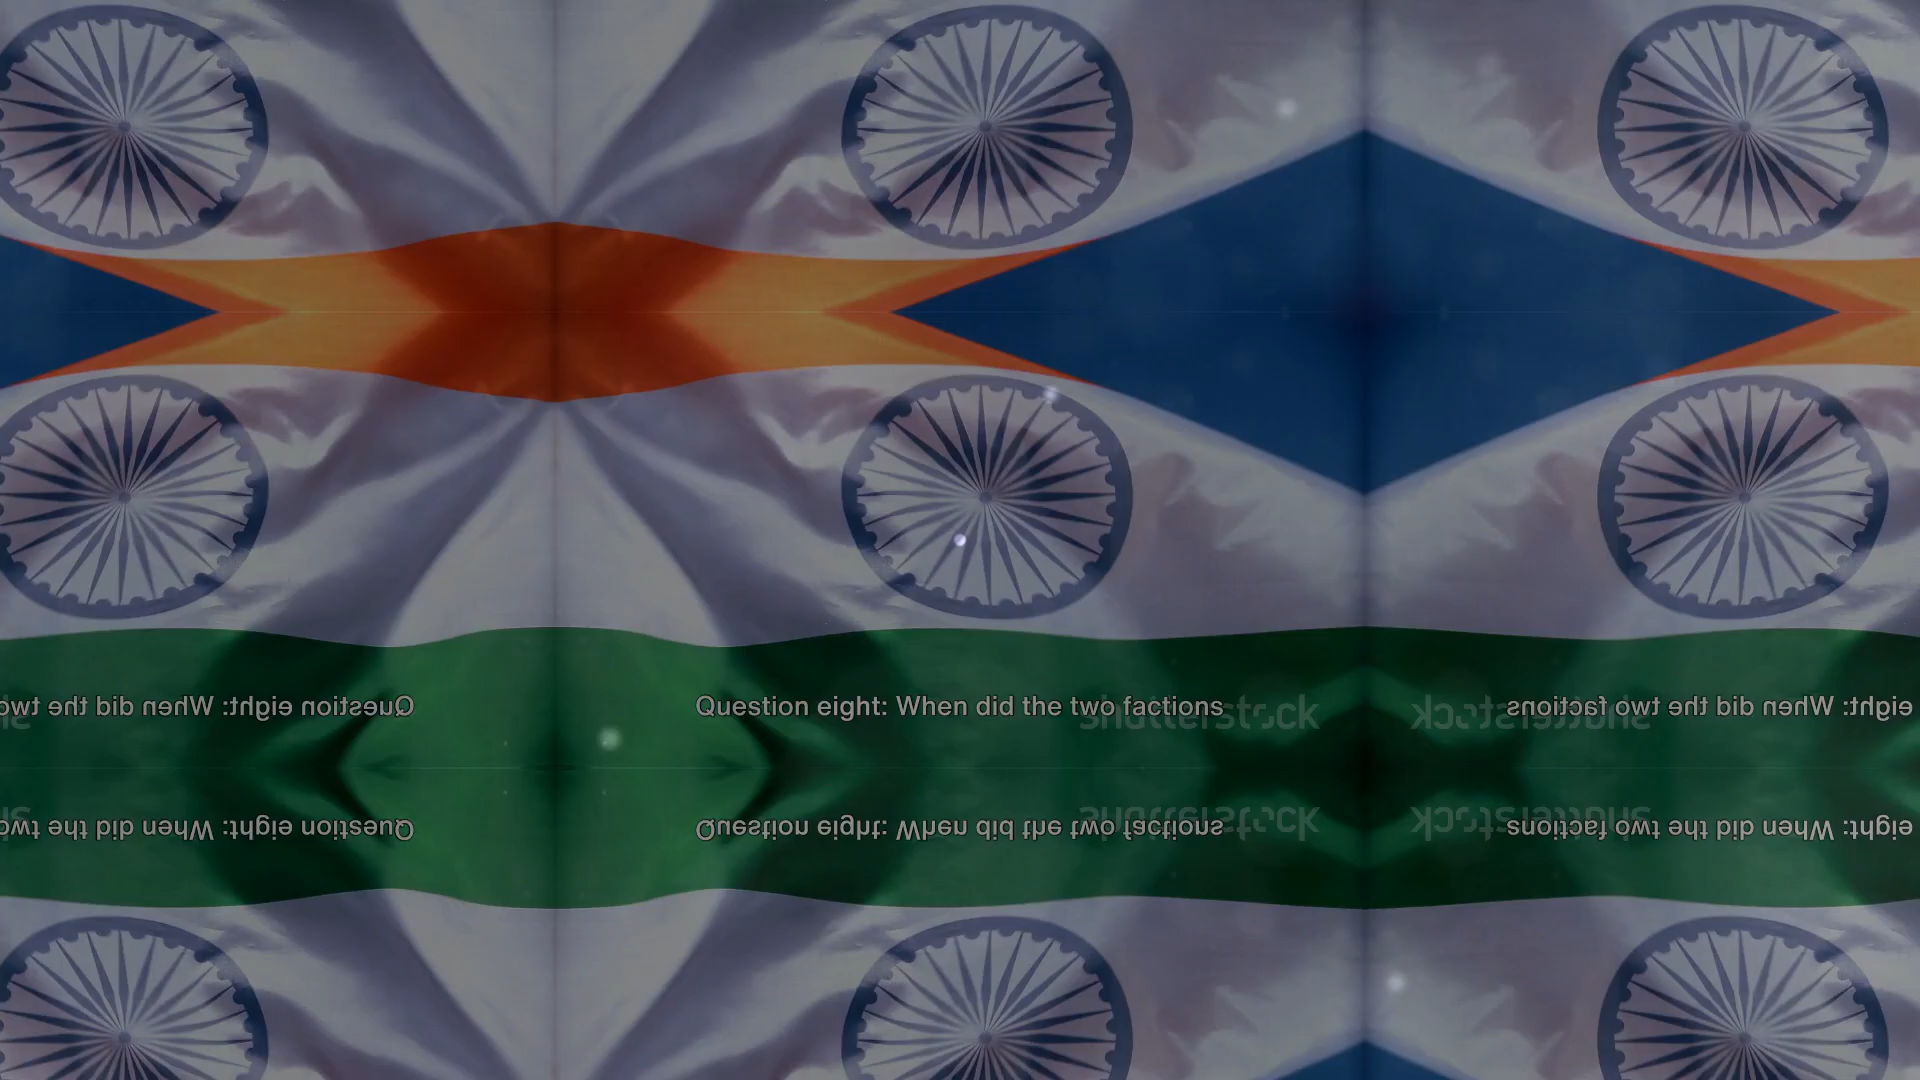 Question eight: When did the two factions
shutterstock